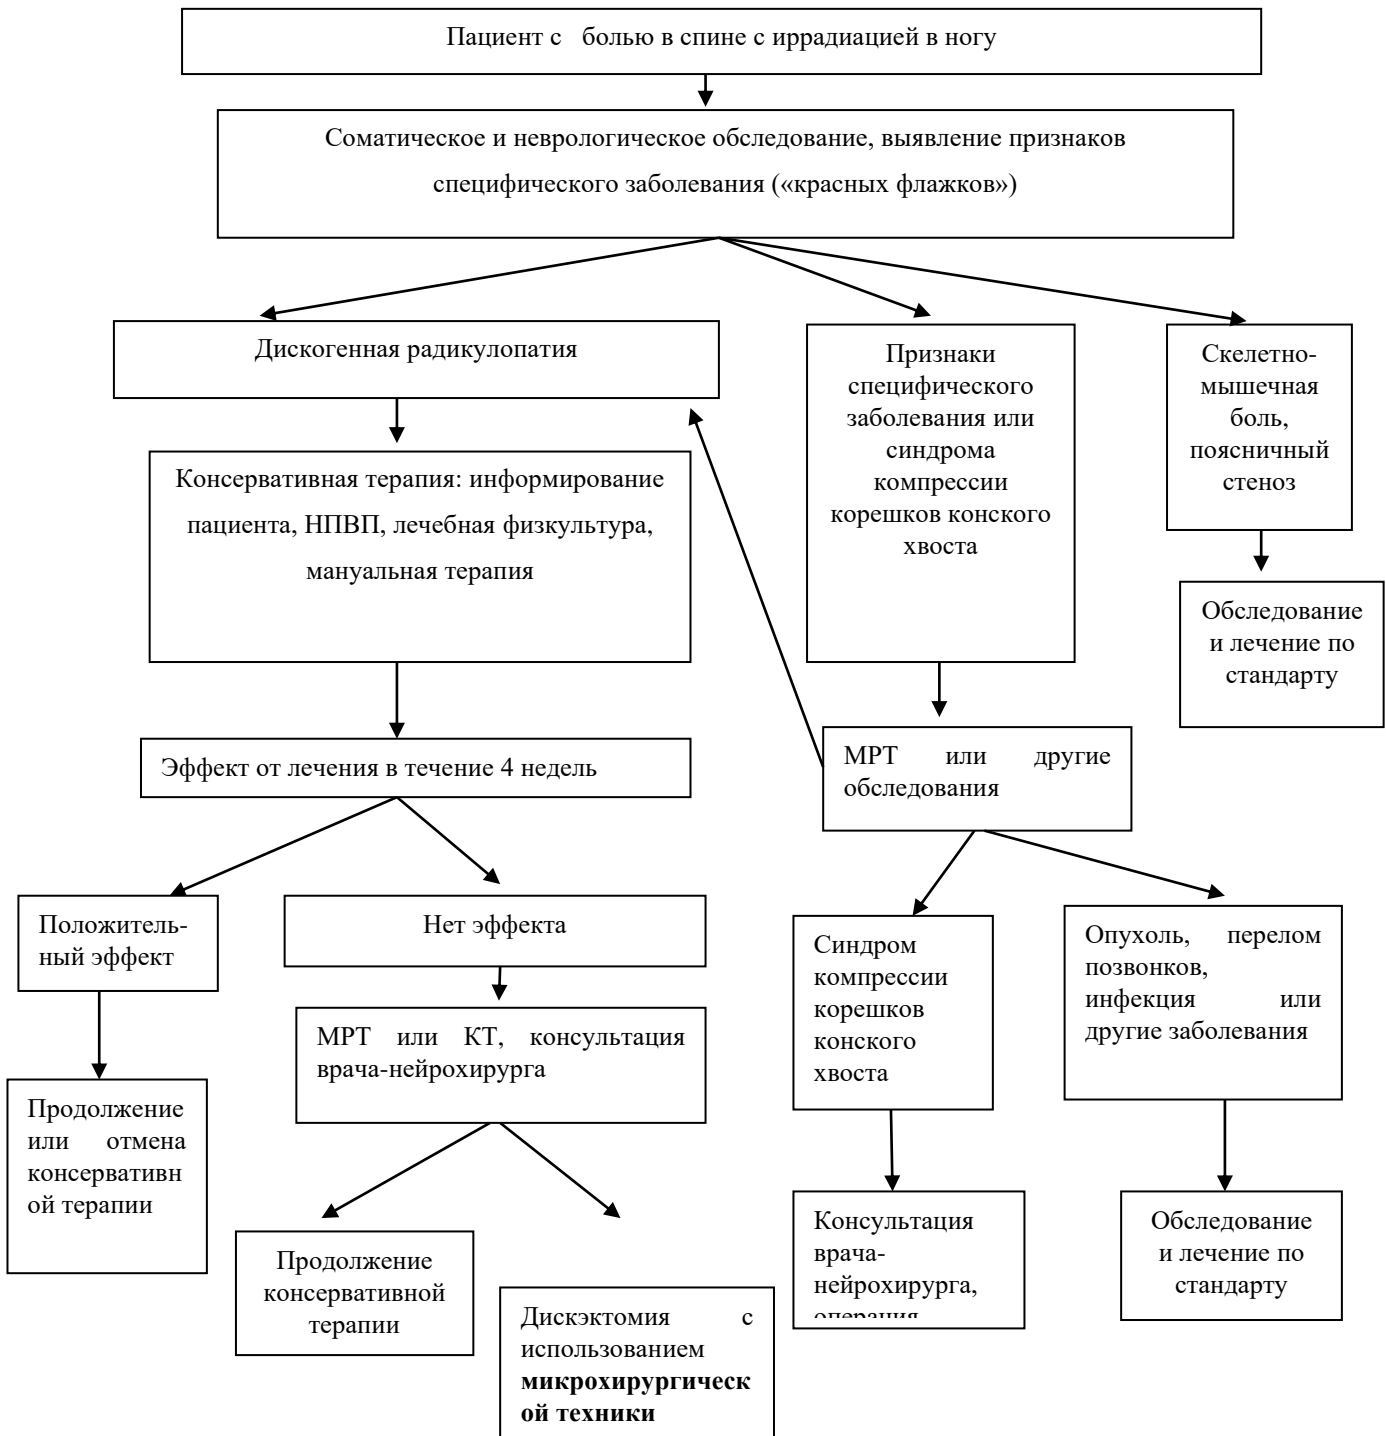 Пациент с болью в спине с иррадиацией в ногу
Соматическое и неврологическое обследование, выявление признаков
специфического заболевания («красных флажков»)
Дискогенная радикулопатия
Признаки
специфического
заболевания или
синдрома
компрессии
корешков конского
хвоста
Скелетно-
мышечная
боль,
поясничный
стеноз
Консервативная терапия: информирование
пациента, НПВП, лечебная физкультура,
мануальная терапия
Обследование
и лечение по
стандарту
Эффект от лечения в течение 4 недель
МРТ или другие
обследования
Положитель-
ный эффект
Нет эффекта
Синдром
компрессии
корешков
конского
хвоста
Опухоль, перелом
позвонков,
инфекция или
другие заболевания
МРТ или КТ, консультация
врача-нейрохирурга
Продолжение
или отмена
консервативн
ой терапии
Продолжение
консервативной
терапии
Дискэктомия с
использованием
микрохирургическ
ой техники
Консультация
врача-
нейрохирурга,
операция
Обследование
и лечение по
стандарту